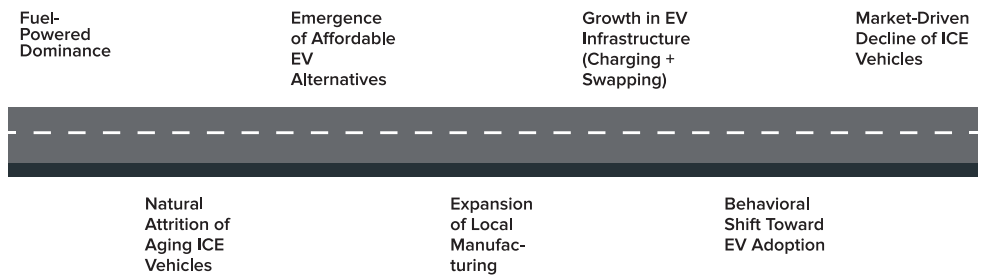 Fuel-
Powered
Dominance
Emergence
of Affordable
EV
Alternatives
Growth in EV
Infrastructure
(Charging +
Swapping)
Market-Driven
Decline of ICE
Vehicles
Natural
Attrition of
Aging ICE
Vehicles
Expansion
of Local
Manufac-
turing
Behavioral
Shift Toward
EV Adoption